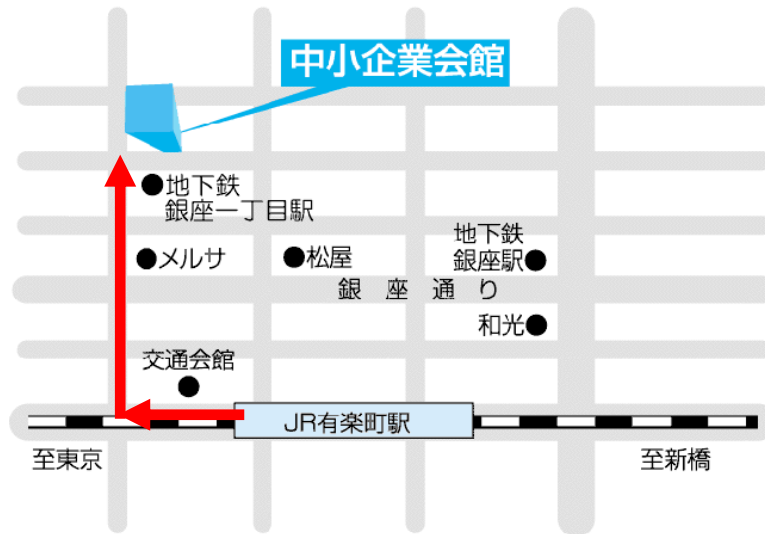 中小企業会館
地下鉄
銀座一丁目駅
地下鉄
銀座駅
メルサ
松屋
銀座通り
和光
交通会館
JR有楽町駅
至東京
至新橋